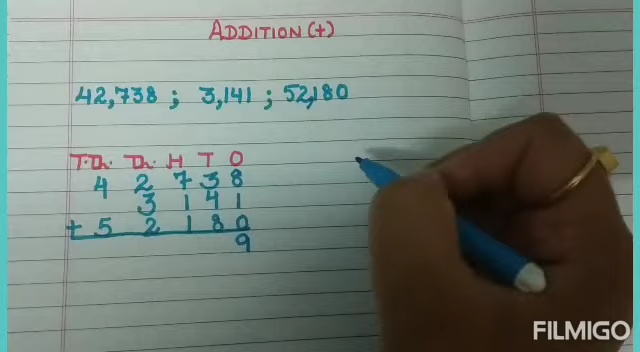 ADDITION (+)
42,738 ; 3,141 ; 52,180
T.Th. Th. H T O
4 2 7 3 8
3 1 4 1
+ 5 2 1 8 0
9
FILMIGO